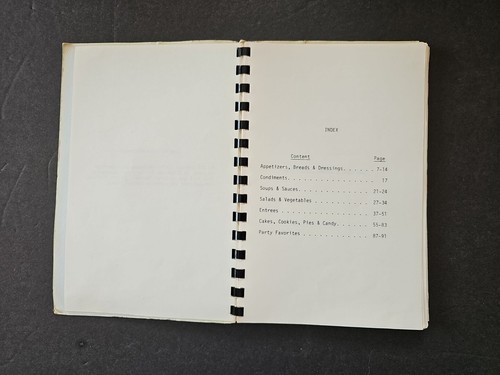 INDEX
Content Page
Appetizers, Breads & Dressings. . . . . . 7-14
Condiments. . . . . . . . . . . . . . . . 17
Soups & Sauces. . . . . . . . . . . . . . 21-24
Salads & Vegetables . . . . . . . . . . . 27-34
Entrees . . . . . . . . . . . . . . . . . 37-51
Cakes, Cookies, Pies & Candy. . . . . . . 55-83
Party Favorites . . . . . . . . . . . . . 87-91